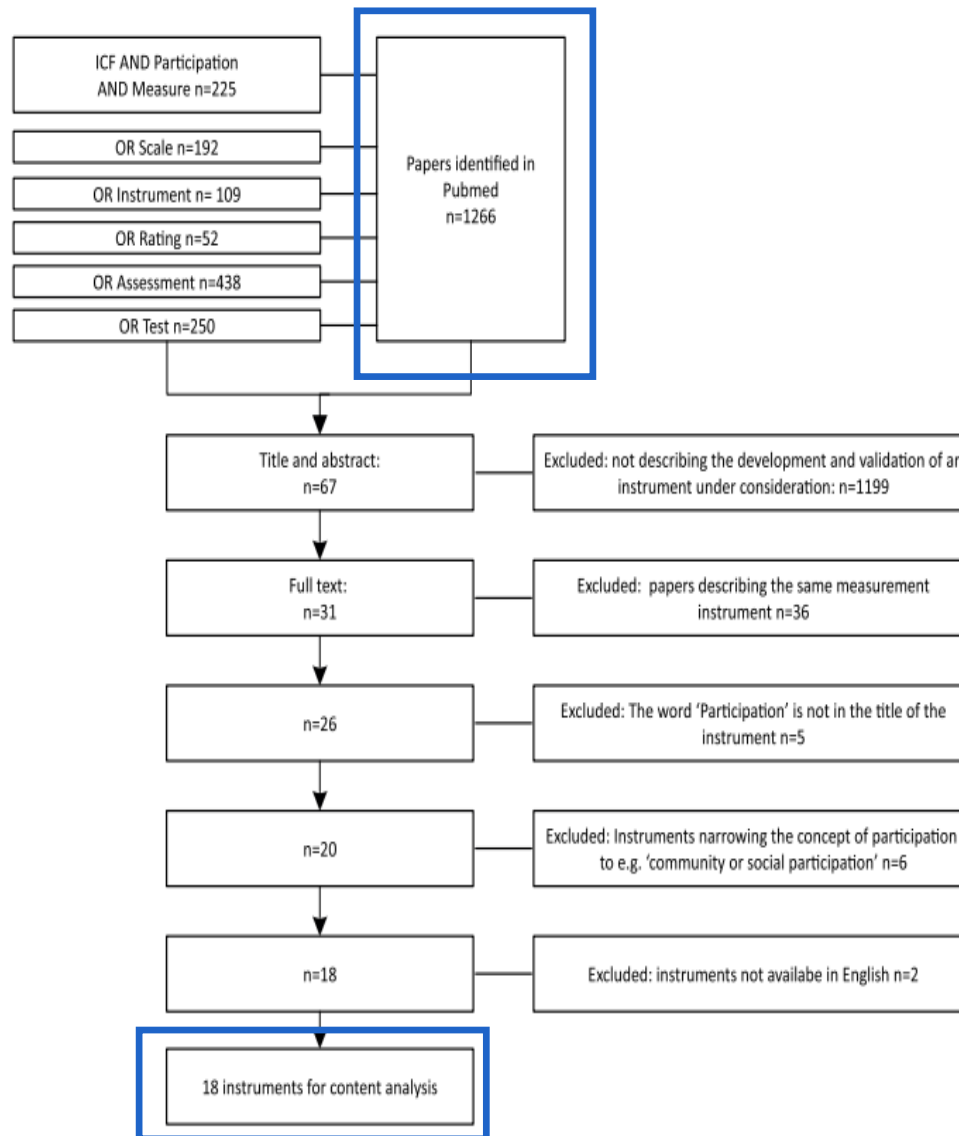 ICF AND Participation
AND Measure n=225
OR Scale n=192
OR Instrument n= 109
OR Rating n=52
OR Assessment n=438
OR Test n=250
Papers identified in
Pubmed
n=1266
Title and abstract:
n=67
Excluded: not describing the development and validation of an
instrument under consideration: n=1199
Full text:
n=31
Excluded:  papers describing the same measurement
instrument n=36
n=26
Excluded: The word ‘Participation’ is not in the title of the
instrument n=5
n=20
Excluded: Instruments narrowing the concept of participation
to e.g. ‘community or social participation’ n=6
n=18
Excluded: instruments not availabe in English n=2
18 instruments for content analysis